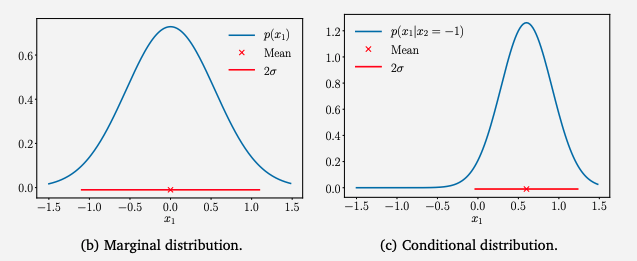 p(x₁)
Mean
2σ
0.6
0.4
0.2
0.0
−1.5 −1.0 −0.5 0.0 0.5 1.0 1.5
x₁
(b) Marginal distribution.
p(x₁|x₂ = −1)
Mean
2σ
1.2
1.0
0.8
0.6
0.4
0.2
0.0
−1.5 −1.0 −0.5 0.0 0.5 1.0 1.5
x₁
(c) Conditional distribution.